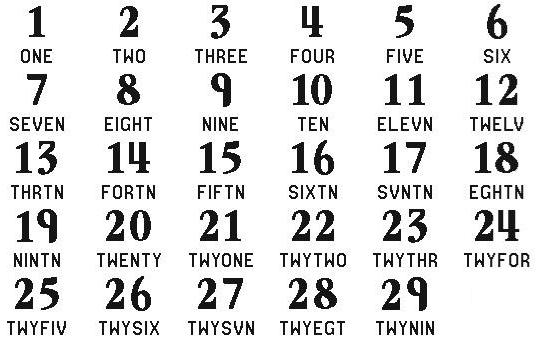 1 2 3 4 5 6
ONE TWO THREE FOUR FIVE SIX
7 8 9 10 11 12
SEVEN EIGHT NINE TEN ELEVN TWELV
13 14 15 16 17 18
THRTN FORTN FIFTN SIXTN SVNTN EGHTN
19 20 21 22 23 24
NINTN TWENTY TWYONE TWYTWO TWYTHR TWYFOR
25 26 27 28 29
TWYFIV TWYSIX TWYSVN TWYEGT TWYNIN